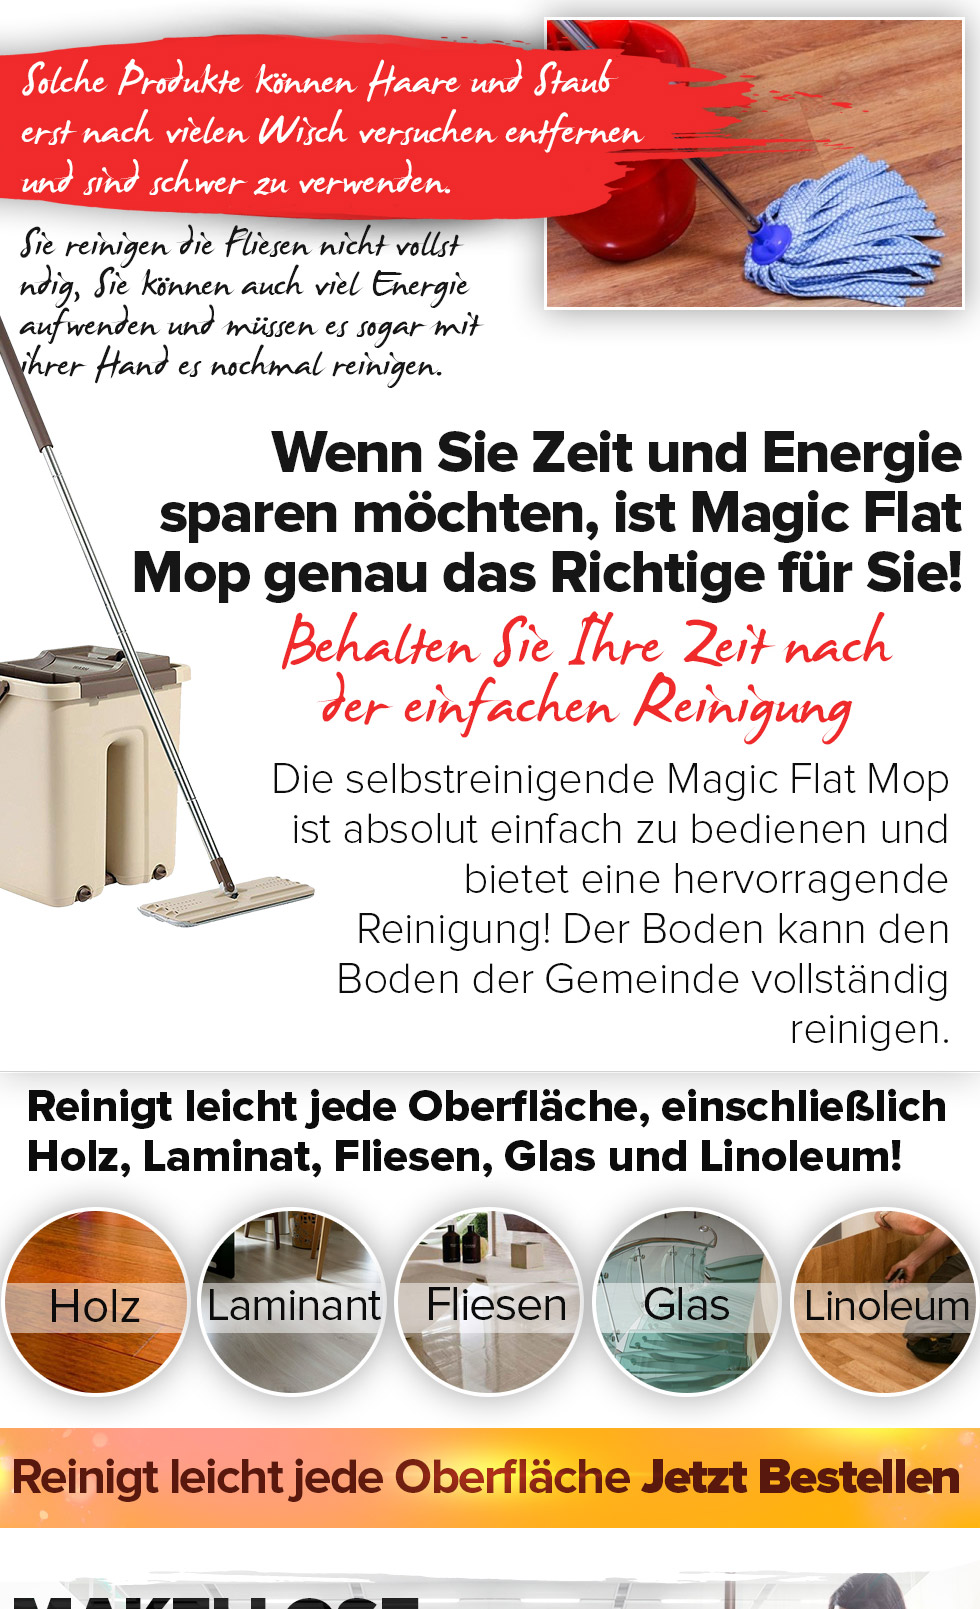 Solche Produkte können Haare und Staub
erst nach vielen Wisch versuchen entfernen
und sind schwer zu verwenden.
Sie reinigen die Fliesen nicht vollst
ndig, Sie können auch viel Energie
aufwenden und müssen es sogar mit
ihrer Hand es nochmal reinigen.
Wenn Sie Zeit und Energie
sparen möchten, ist Magic Flat
Mop genau das Richtige für Sie!
Behalten Sie Ihre Zeit nach
der einfachen Reinigung
Die selbstreinigende Magic Flat Mop
ist absolut einfach zu bedienen und
bietet eine hervorragende
Reinigung! Der Boden kann den
Boden der Gemeinde vollständig
reinigen.
Reinigt leicht jede Oberfläche, einschließlich
Holz, Laminat, Fliesen, Glas und Linoleum!
Holz
Laminant
Fliesen
Glas
Linoleum
Reinigt leicht jede Oberfläche Jetzt Bestellen
MAKELLOSE